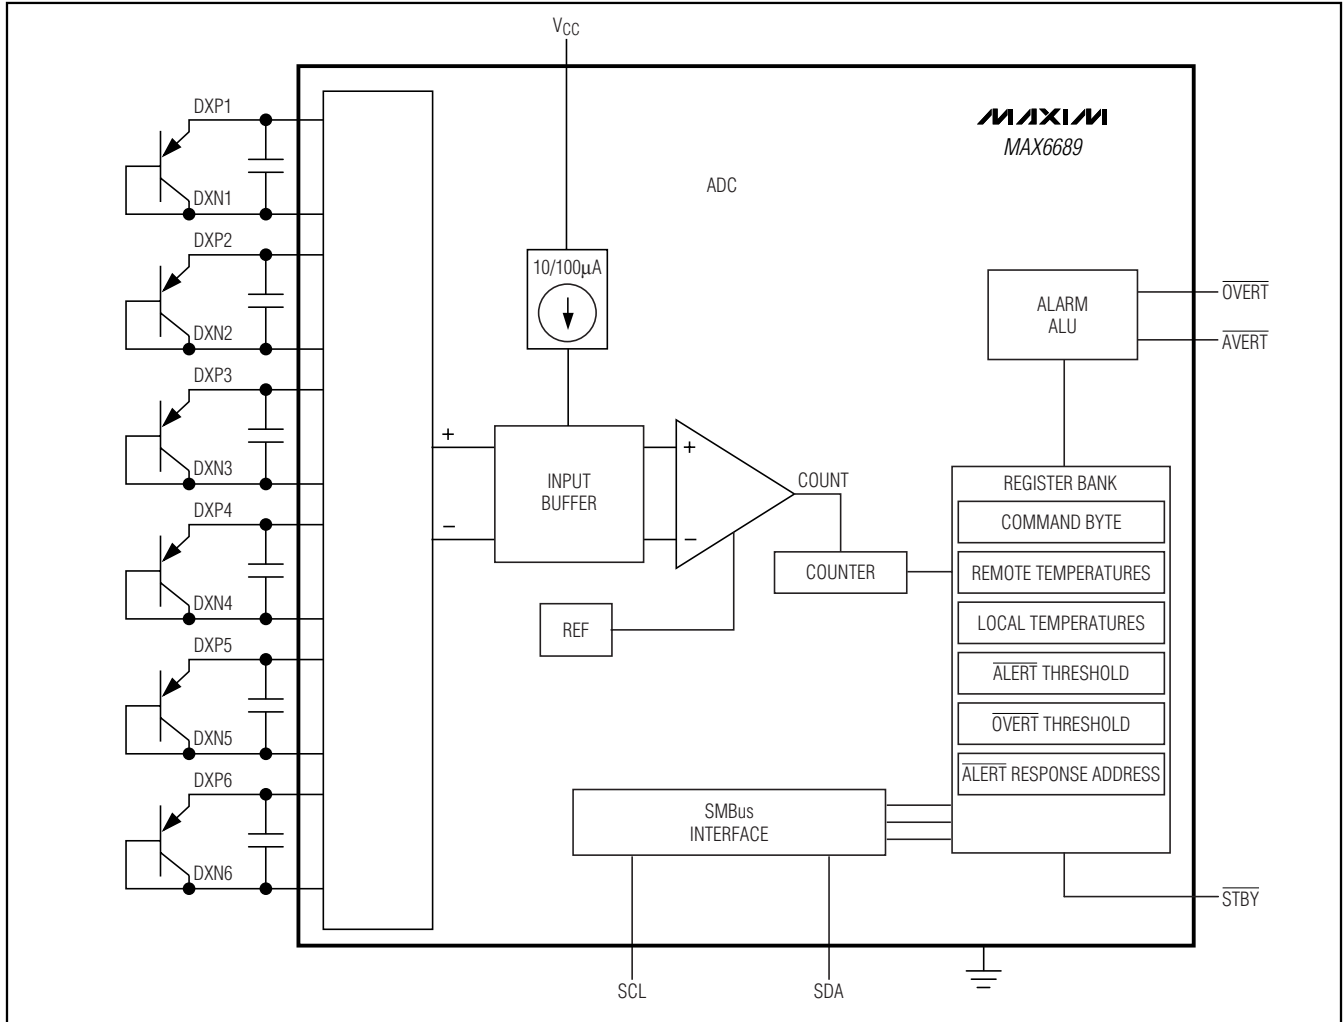 VCC
DXP1
DXN1
DXP2
DXN2
DXP3
DXN3
DXP4
DXN4
DXP5
DXN5
DXP6
DXN6
MAXIM
MAX6689
ADC
10/100μA
+
−
INPUT
BUFFER
+
−
COUNT
COUNTER
REF
ALARM
ALU
OVERT
AVERT
REGISTER BANK
COMMAND BYTE
REMOTE TEMPERATURES
LOCAL TEMPERATURES
ALERT THRESHOLD
OVERT THRESHOLD
ALERT RESPONSE ADDRESS
SMBus
INTERFACE
STBY
SCL
SDA